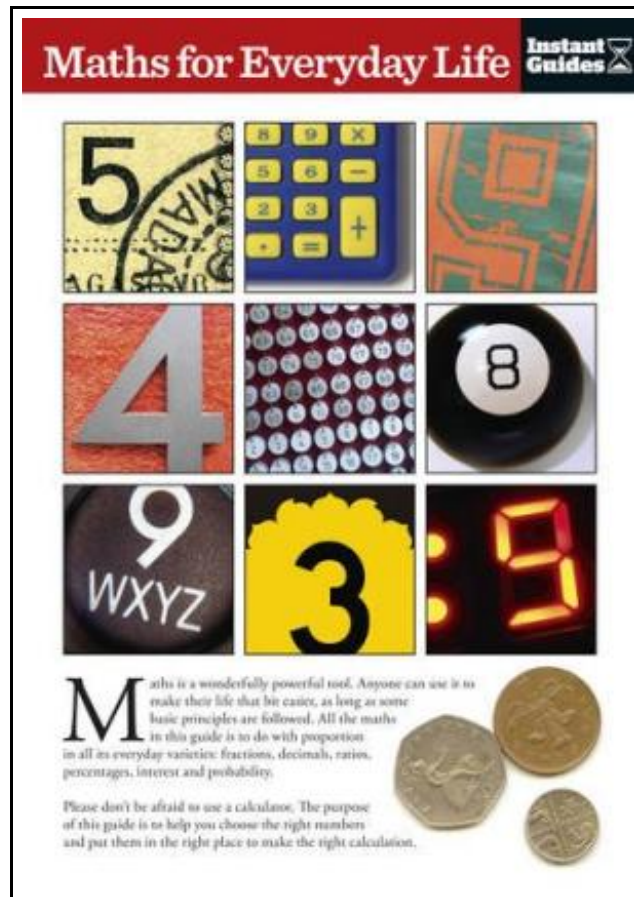 Maths for Everyday Life
Instant
Guides
5
MADA
8 9 ×
5 6 −
2 3
+
. =
4
8
9
WXYZ
3
:9
Maths is a wonderfully powerful tool. Anyone can use it to
make their life that bit easier, as long as some
basic principles are followed. All the maths
in this guide is to do with proportion
in all its everyday varieties: fractions, decimals, ratios,
percentages, interest and probability.
Please don't be afraid to use a calculator. The purpose
of this guide is to help you choose the right numbers
and put them in the right place to make the right calculation.